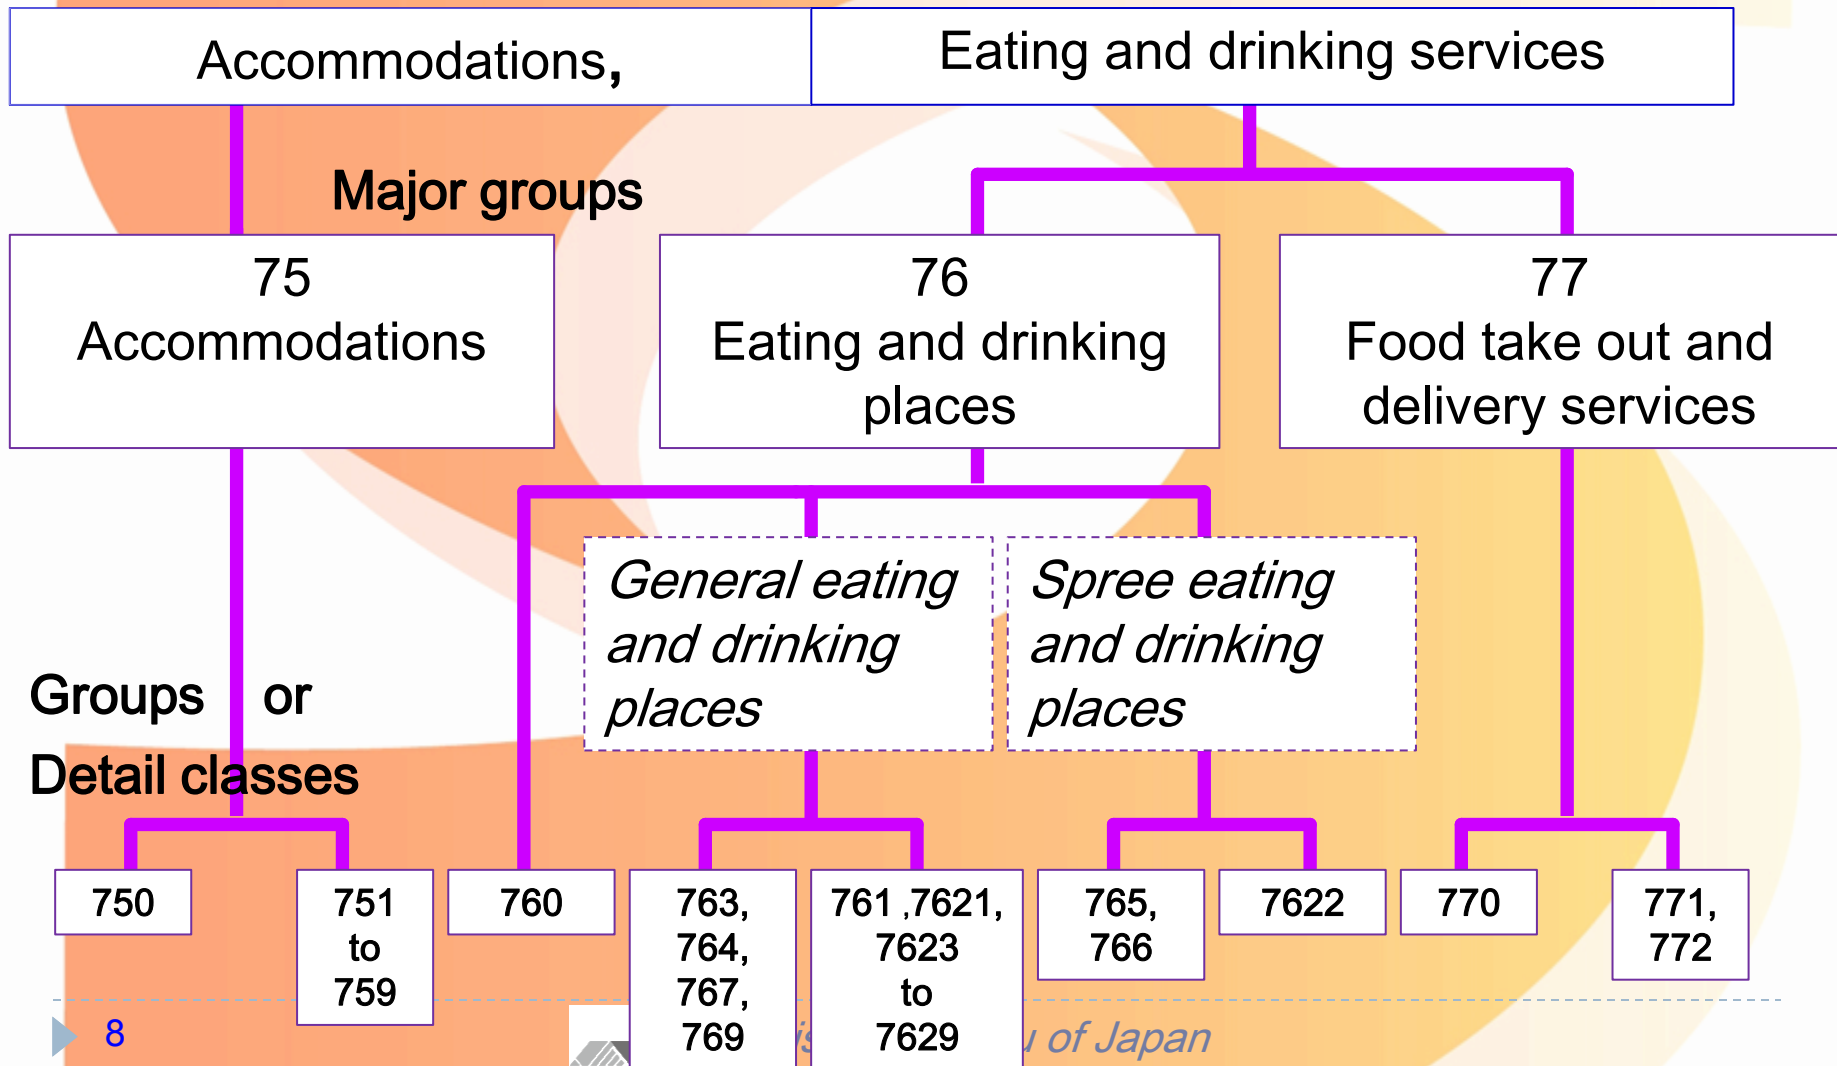 Accommodations,
Eating and drinking services
Major groups
75
Accommodations
76
Eating and drinking
places
77
Food take out and
delivery services
General eating
and drinking
places
Spree eating
and drinking
places
Groups or
Detail classes
750
751
to
759
760
763,
764,
767,
769
761 ,7621,
7623
to
7629
765,
766
7622
770
771,
772
8
of Japan